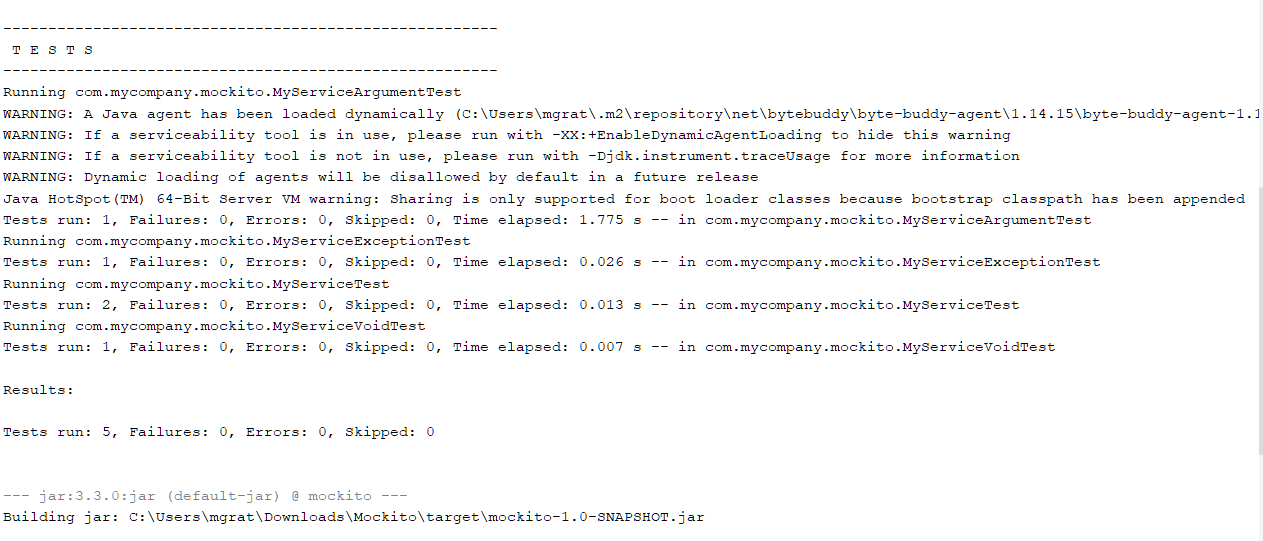 -------------------------------------------------------
T E S T S
-------------------------------------------------------
Running com.mycompany.mockito.MyServiceArgumentTest
WARNING: A Java agent has been loaded dynamically (C:\Users\mgrat\.m2\repository\net\bytebuddy\byte-buddy-agent\1.14.15\byte-buddy-agent-1.1
WARNING: If a serviceability tool is in use, please run with -XX:+EnableDynamicAgentLoading to hide this warning
WARNING: If a serviceability tool is not in use, please run with -Djdk.instrument.traceUsage for more information
WARNING: Dynamic loading of agents will be disallowed by default in a future release
Java HotSpot(TM) 64-Bit Server VM warning: Sharing is only supported for boot loader classes because bootstrap classpath has been appended
Tests run: 1, Failures: 0, Errors: 0, Skipped: 0, Time elapsed: 1.775 s -- in com.mycompany.mockito.MyServiceArgumentTest
Running com.mycompany.mockito.MyServiceExceptionTest
Tests run: 1, Failures: 0, Errors: 0, Skipped: 0, Time elapsed: 0.026 s -- in com.mycompany.mockito.MyServiceExceptionTest
Running com.mycompany.mockito.MyServiceTest
Tests run: 2, Failures: 0, Errors: 0, Skipped: 0, Time elapsed: 0.013 s -- in com.mycompany.mockito.MyServiceTest
Running com.mycompany.mockito.MyServiceVoidTest
Tests run: 1, Failures: 0, Errors: 0, Skipped: 0, Time elapsed: 0.007 s -- in com.mycompany.mockito.MyServiceVoidTest
Results:
Tests run: 5, Failures: 0, Errors: 0, Skipped: 0
--- jar:3.3.0:jar (default-jar) @ mockito ---
Building jar: C:\Users\mgrat\Downloads\Mockito\target\mockito-1.0-SNAPSHOT.jar